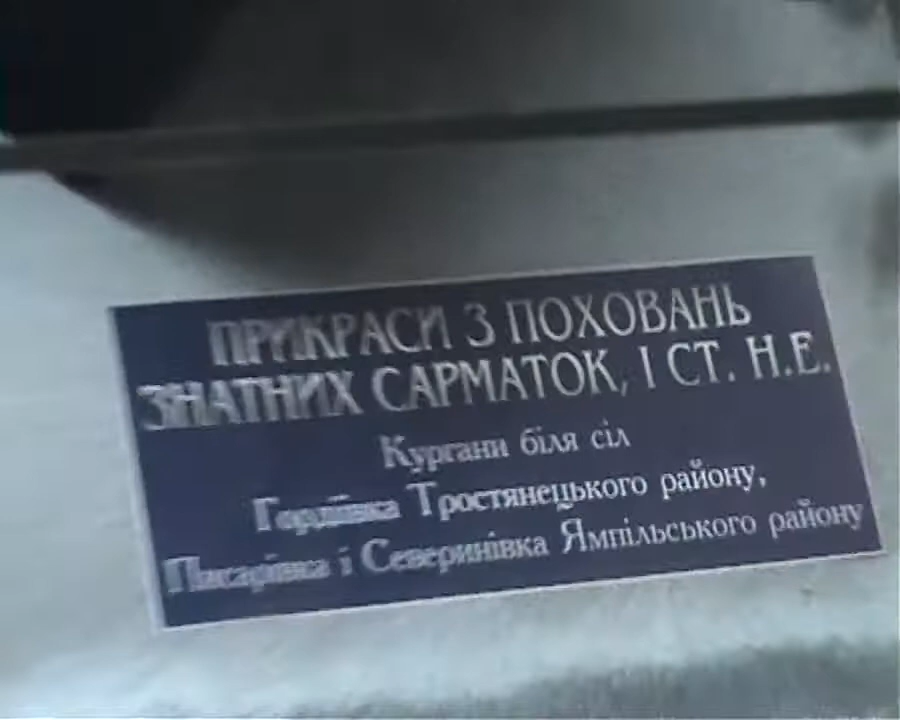 ПРИКРАСИ З ПОХОВАНЬ
ЗНАТНИХ САРМАТОК, І СТ. Н.Е.
Кургани біля сіл
Гордіївка Тростянецького району,
Писарівка і Северинівка Ямпільського району